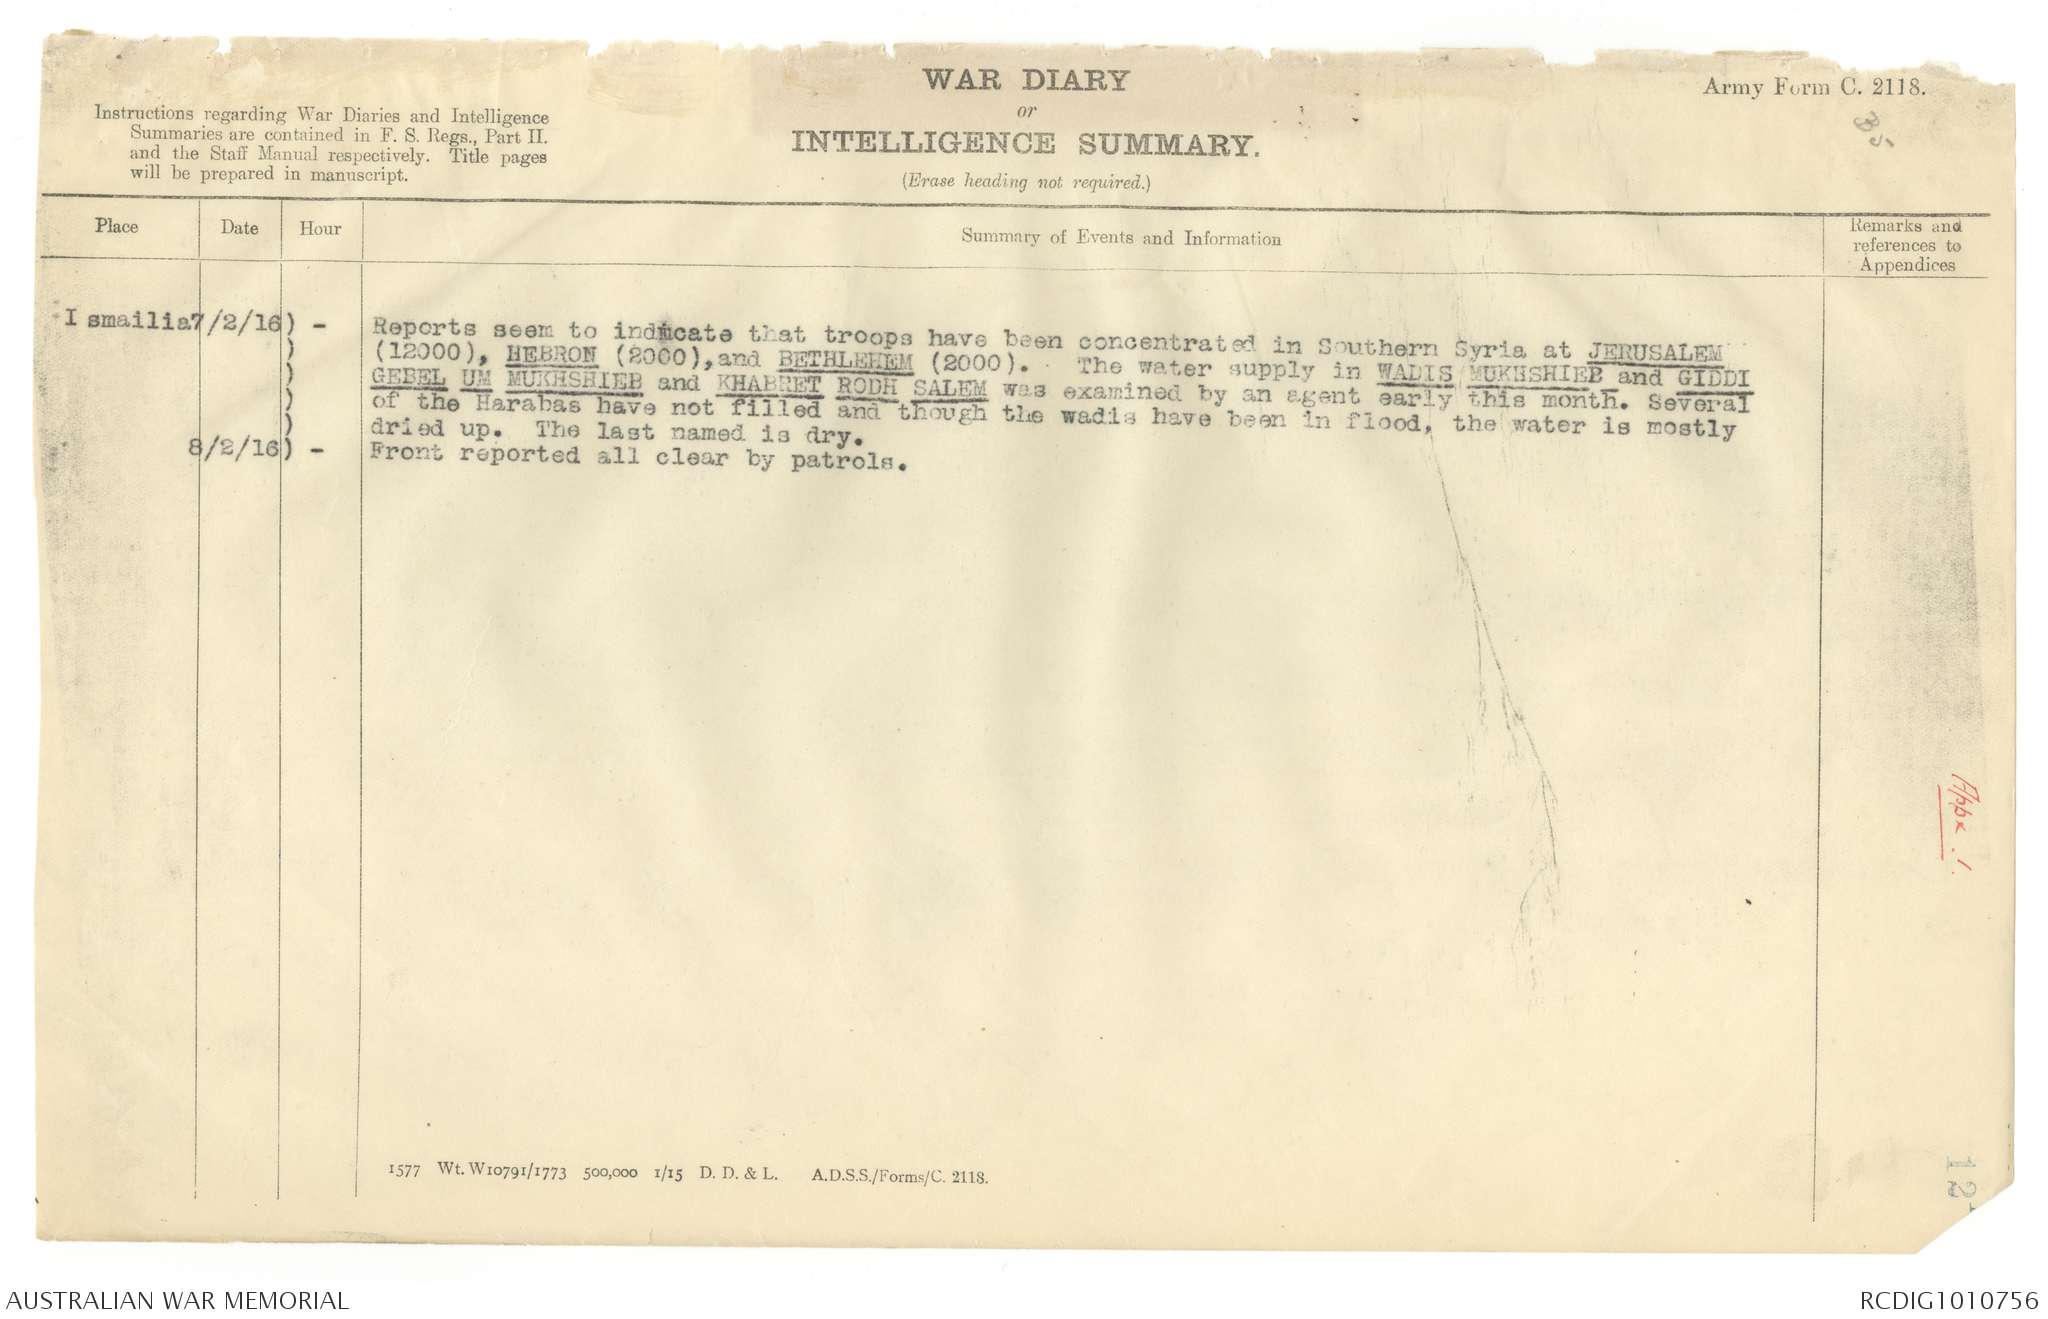 WAR DIARY
or
INTELLIGENCE SUMMARY.
(Erase heading not required.)
Army Form C. 2118.
Instructions regarding War Diaries and Intelligence
Summaries are contained in F. S. Regs., Part II.
and the Staff Manual respectively. Title pages
will be prepared in manuscript.
Place Date Hour Summary of Events and Information Remarks and references to Appendices
Ismailia 7/2/16) - Reports seem to indicate that troops have been concentrated in Southern Syria at JERUSALEM
) (12000), HEBRON (2000), and BETHLEHEM (2000). The water supply in WADIS MUKHSHIEB and GIDDI
) GEBEL UM MUKHSHIEB and KHABRET RODH SALEM was examined by an agent early this month. Several
) of the Harabas have not filled and though the wadis have been in flood, the water is mostly
) dried up. The last named is dry.
8/2/16) - Front reported all clear by patrols.
Appx. 1.
1577 Wt. W10791/1773 500,000 1/15 D. D. & L. A.D.S.S./Forms/C. 2118.
12
AUSTRALIAN WAR MEMORIAL
RCDIG1010756